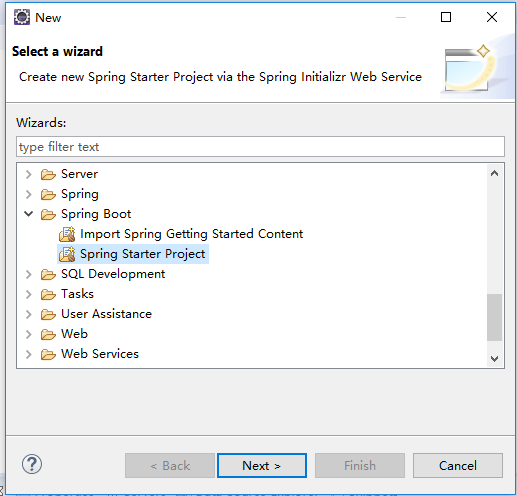 New
Select a wizard
Create new Spring Starter Project via the Spring Initializr Web Service
Wizards:
type filter text
Server
Spring
Spring Boot
Import Spring Getting Started Content
Spring Starter Project
SQL Development
Tasks
User Assistance
Web
Web Services
?
< Back
Next >
Finish
Cancel